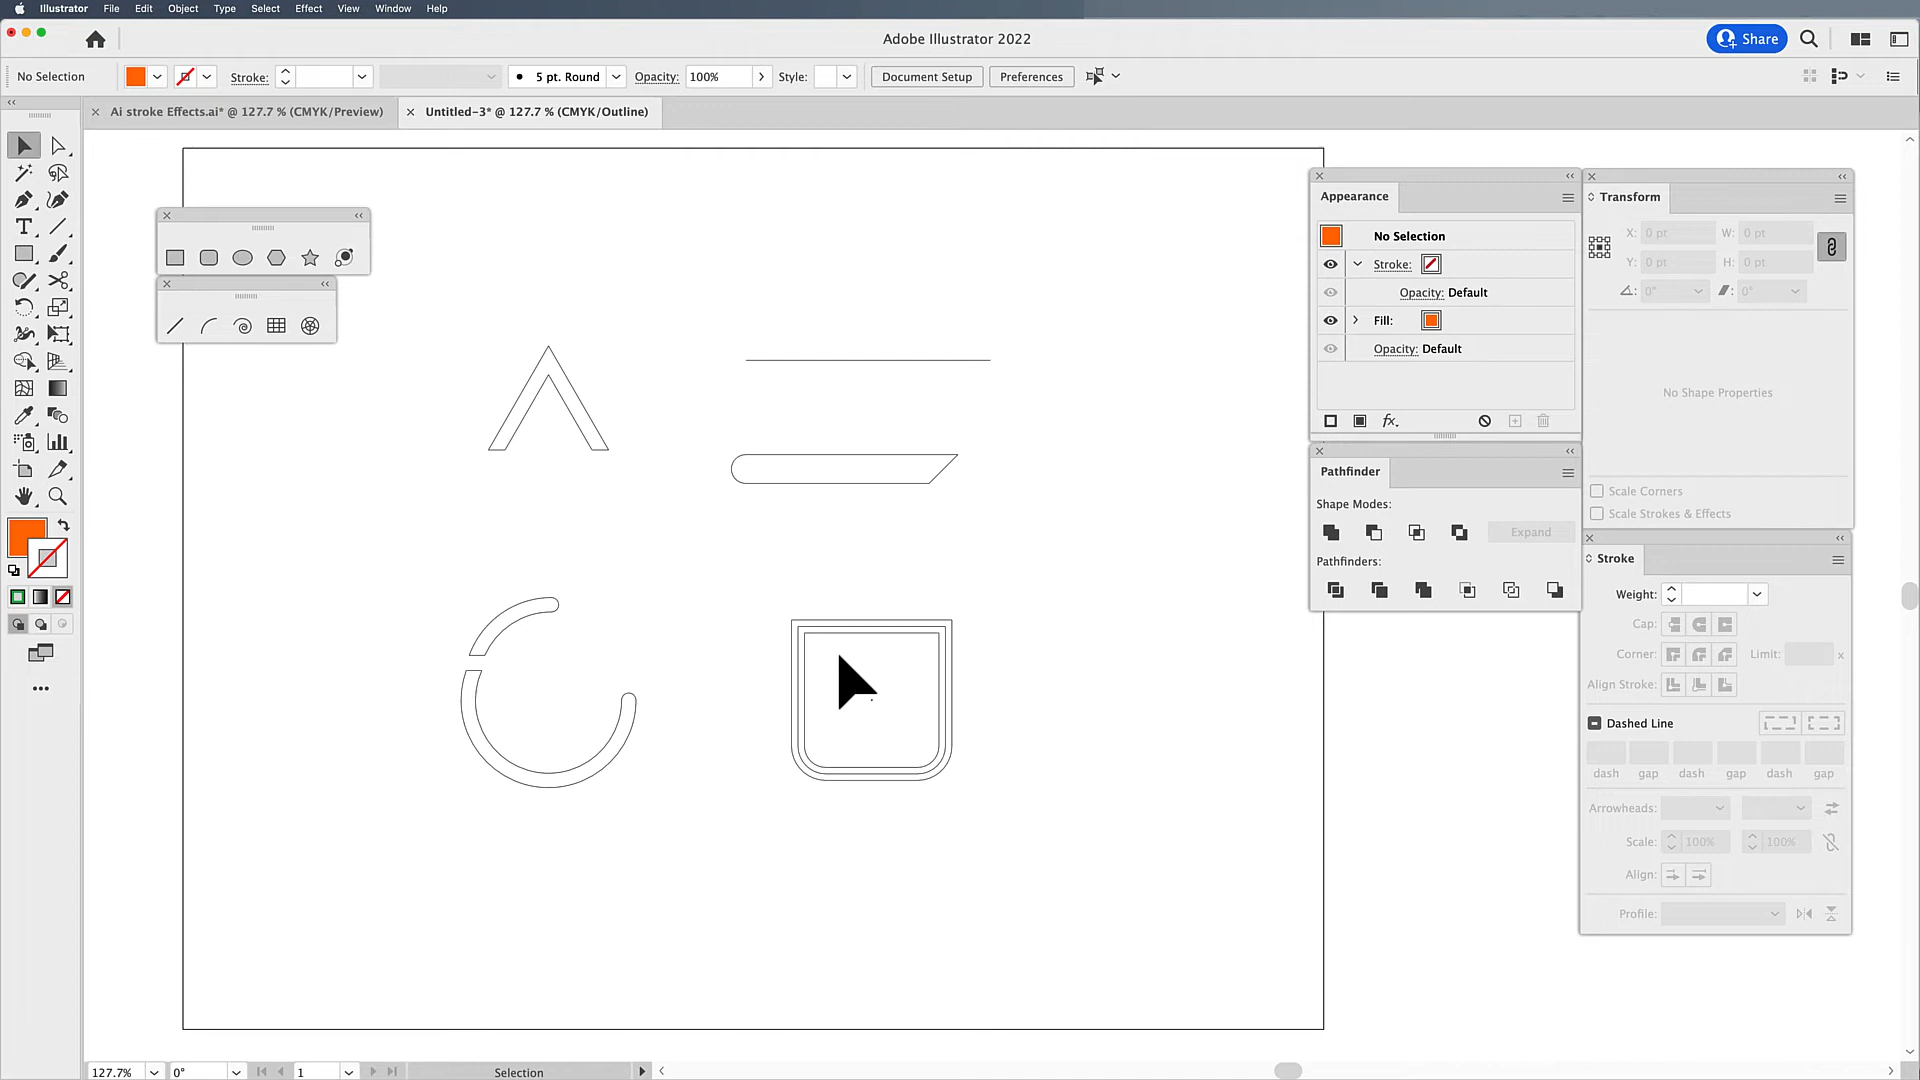 Illustrator File Edit Object Type Select Effect View Window Help
Adobe Illustrator 2022
Share
No Selection
Stroke:
5 pt. Round
Opacity: 100%
Style:
Document Setup
Preferences
Ai stroke Effects.ai* @ 127.7 % (CMYK/Preview)
Untitled-3* @ 127.7 % (CMYK/Outline)
Appearance
No Selection
Stroke:
Opacity: Default
Fill:
Opacity: Default
fx.
Pathfinder
Shape Modes:
Expand
Pathfinders:
Transform
X: 0 pt W: 0 pt
Y: 0 pt H: 0 pt
0° 0°
No Shape Properties
Scale Corners
Scale Strokes & Effects
Stroke
Weight:
Cap:
Corner: Limit: x
Align Stroke:
Dashed Line
dash gap dash gap dash gap
Arrowheads:
Scale: 100% 100%
Align:
Profile:
127.7% 0° 1 Selection